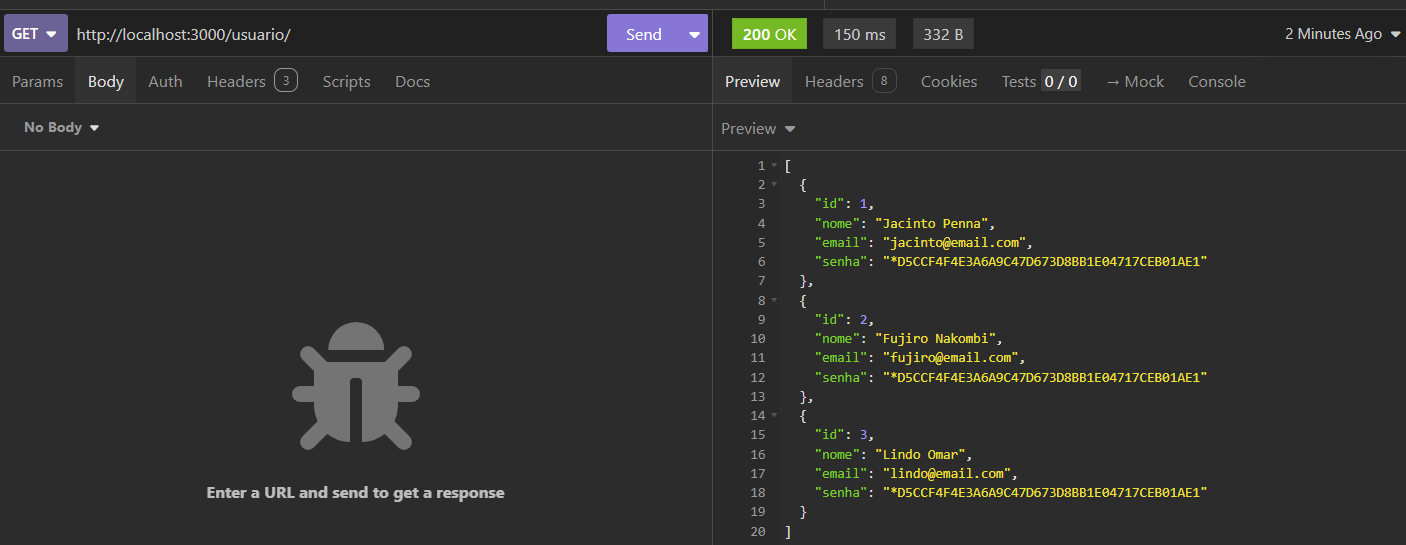 GET http://localhost:3000/usuario/ Send 200 OK 150 ms 332 B 2 Minutes Ago
Params Body Auth Headers 3 Scripts Docs Preview Headers 8 Cookies Tests 0 / 0 → Mock Console
No Body
Enter a URL and send to get a response
Preview
1 [
2 {
3 "id": 1,
4 "nome": "Jacinto Penna",
5 "email": "jacinto@email.com",
6 "senha": "*D5CCF4F4E3A6A9C47D673D8BB1E04717CEB01AE1"
7 },
8 {
9 "id": 2,
10 "nome": "Fujiro Nakombi",
11 "email": "fujiro@email.com",
12 "senha": "*D5CCF4F4E3A6A9C47D673D8BB1E04717CEB01AE1"
13 },
14 {
15 "id": 3,
16 "nome": "Lindo Omar",
17 "email": "lindo@email.com",
18 "senha": "*D5CCF4F4E3A6A9C47D673D8BB1E04717CEB01AE1"
19 }
20 ]